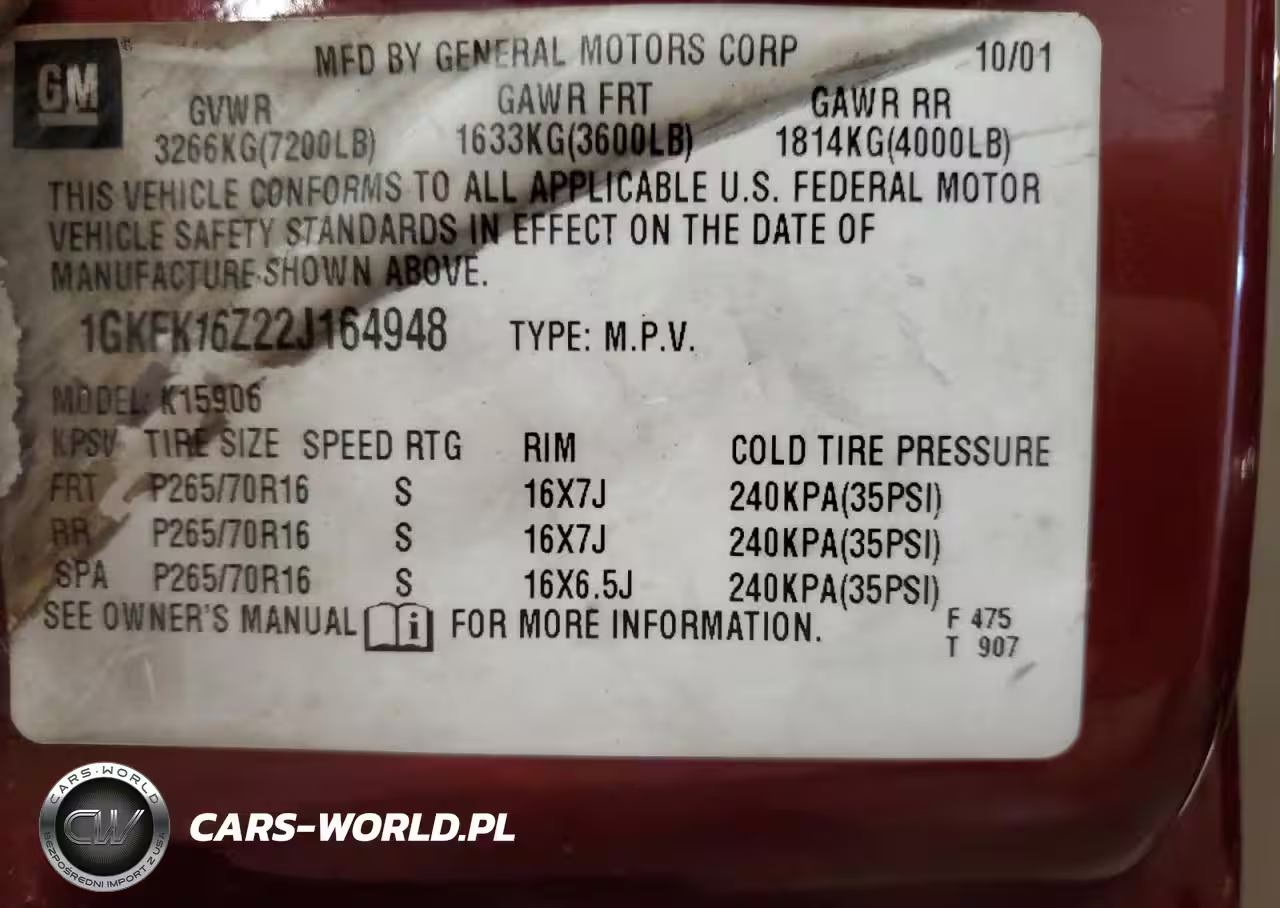 GM
MFD BY GENERAL MOTORS CORP 10/01
GVWR GAWR FRT GAWR RR
3266KG(7200LB) 1633KG(3600LB) 1814KG(4000LB)
THIS VEHICLE CONFORMS TO ALL APPLICABLE U.S. FEDERAL MOTOR
VEHICLE SAFETY STANDARDS IN EFFECT ON THE DATE OF
MANUFACTURE SHOWN ABOVE.
1GKFK16Z22J164948 TYPE: M.P.V.
MODEL: K15906
KPSV TIRE SIZE SPEED RTG RIM COLD TIRE PRESSURE
FRT P265/70R16 S 16X7J 240KPA(35PSI)
RR P265/70R16 S 16X7J 240KPA(35PSI)
SPA P265/70R16 S 16X6.5J 240KPA(35PSI)
SEE OWNER'S MANUAL i FOR MORE INFORMATION.
F 475
T 907
CARS-WORLD
CW
BEZPOŚREDNI IMPORT Z USA
CARS-WORLD.PL